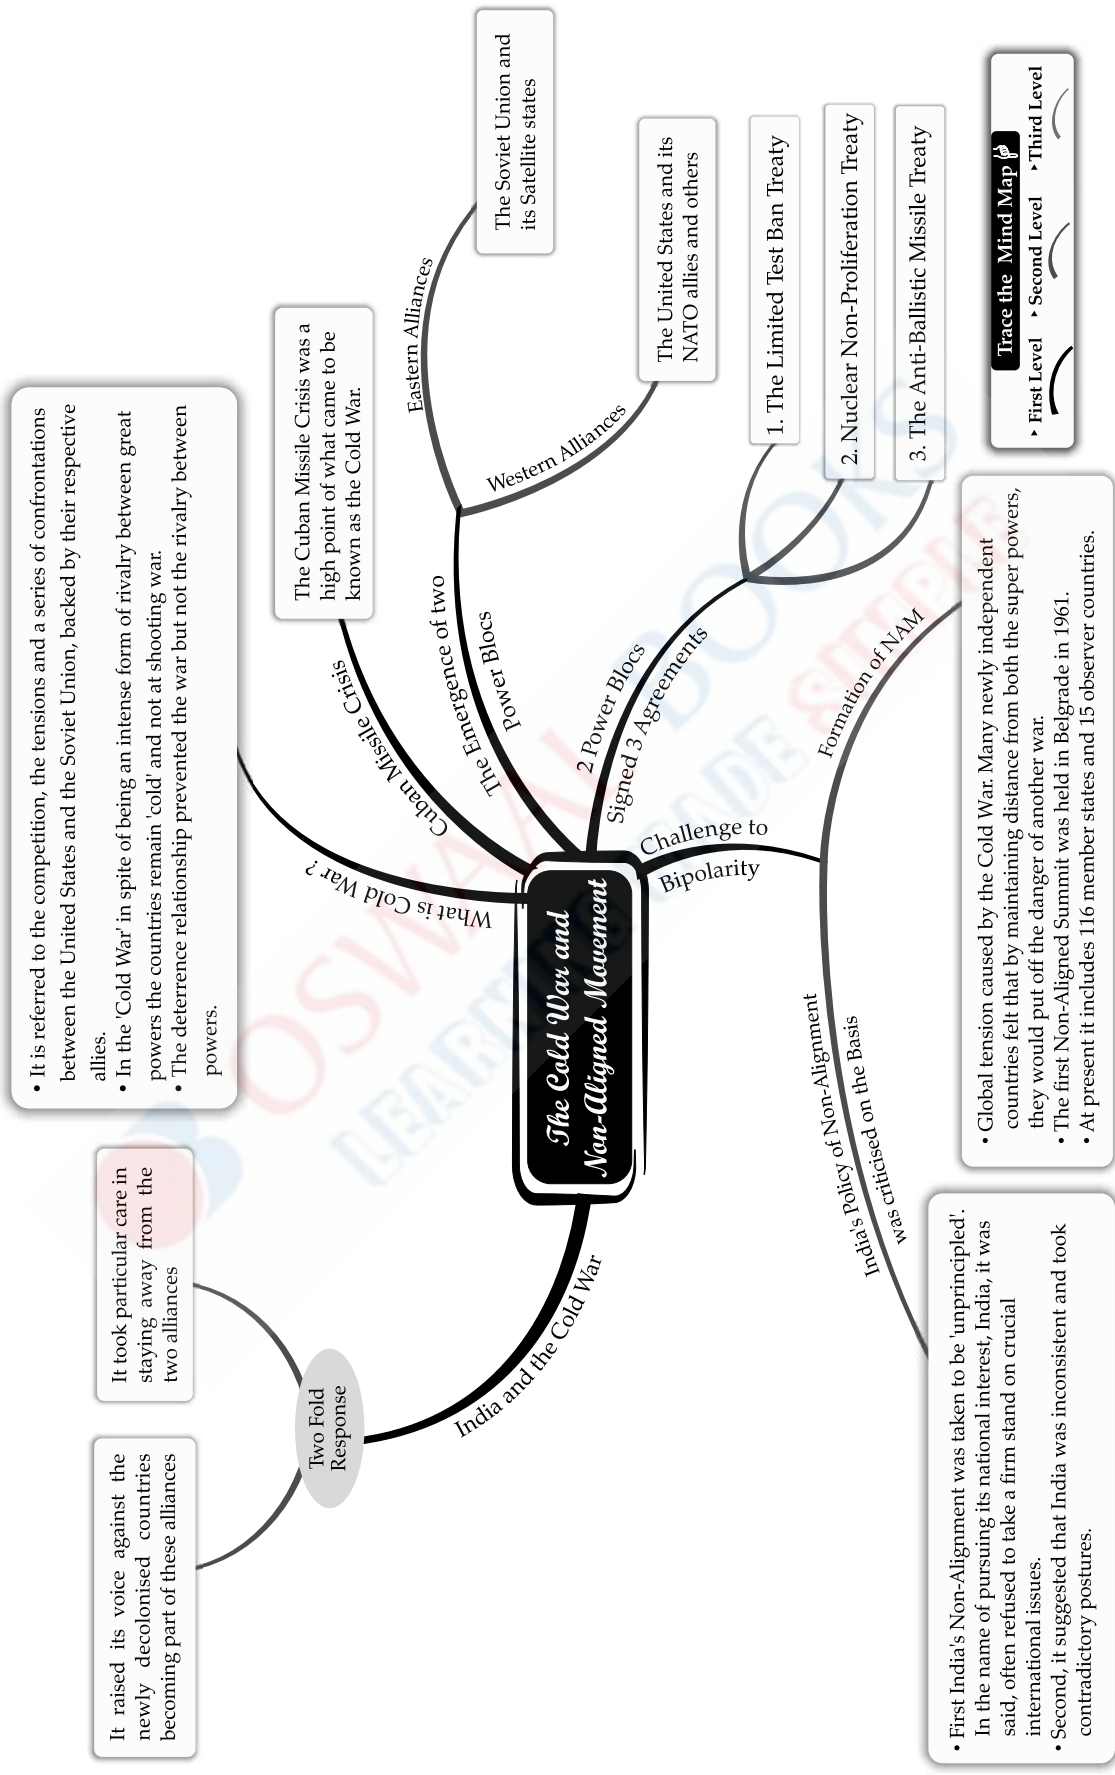 It is referred to the competition, the tensions and a series of confrontations
between the United States and the Soviet Union, backed by their respective
allies.
• In the 'Cold War' in spite of being an intense form of rivalry between great
powers the countries remain 'cold' and not at shooting war.
• The deterrence relationship prevented the war but not the rivalry between
powers.
What is Cold War ?
The Cuban Missile Crisis was a
high point of what came to be
known as the Cold War.
Cuban Missile Crisis
The Emergence of two
Power Blocs
Eastern Alliances
The Soviet Union and
its Satellite states
Western Alliances
The United States and its
NATO allies and others
2 Power Blocs
Signed 3 Agreements
1. The Limited Test Ban Treaty
2. Nuclear Non-Proliferation Treaty
3. The Anti-Ballistic Missile Treaty
Challenge to
Bipolarity
Formation of NAM
• Global tension caused by the Cold War. Many newly independent
countries felt that by maintaining distance from both the super powers,
they would put off the danger of another war.
• The first Non-Aligned Summit was held in Belgrade in 1961.
• At present it includes 116 member states and 15 observer countries.
India's Policy of Non-Alignment
was criticised on the Basis
• First India's Non-Alignment was taken to be 'unprincipled'.
In the name of pursuing its national interest, India, it was
said, often refused to take a firm stand on crucial
international issues.
• Second, it suggested that India was inconsistent and took
contradictory postures.
The Cold War and
Non-Aligned Movement
India and the Cold War
Two Fold
Response
It took particular care in
staying away from the
two alliances
It raised its voice against the
newly decolonised countries
becoming part of these alliances
Trace the Mind Map
First Level
Second Level
Third Level
OSWAAL BOOKS
LEARNING MADE SIMPLE